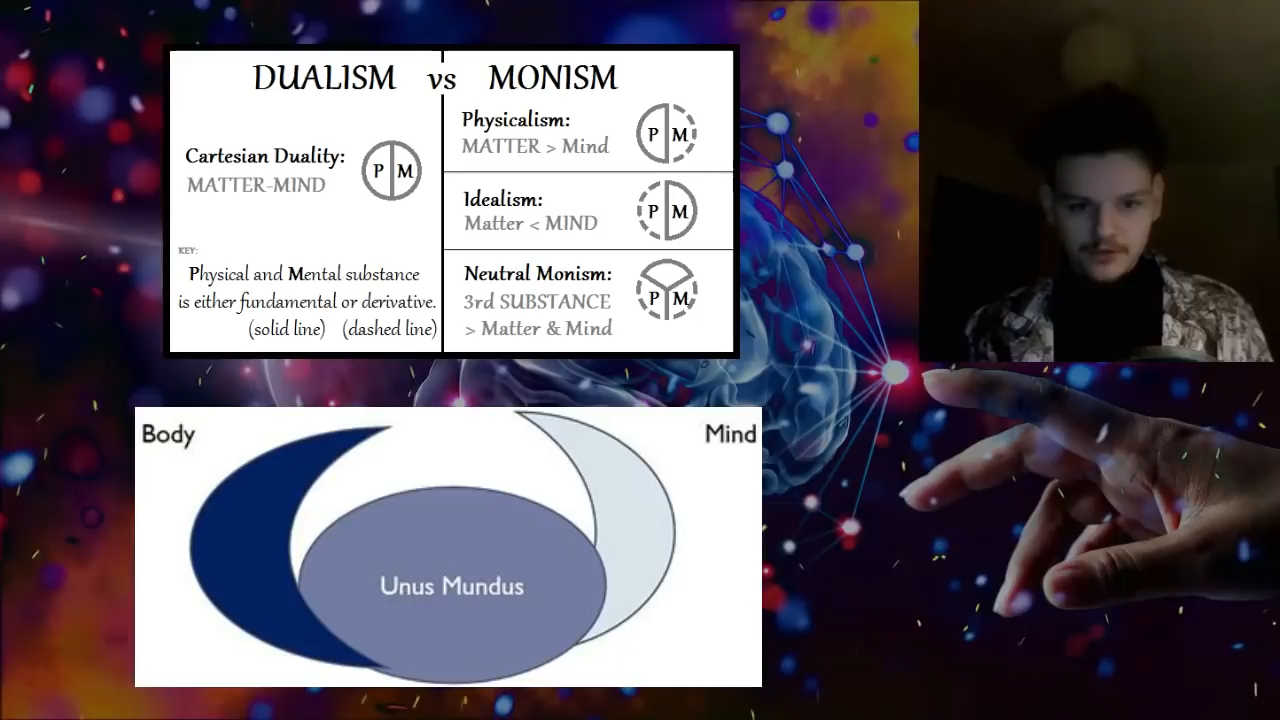 DUALISM vs MONISM
Cartesian Duality:
MATTER-MIND
P M
KEY:
Physical and Mental substance
is either fundamental or derivative.
(solid line) (dashed line)
Physicalism:
MATTER > Mind
P M
Idealism:
Matter < MIND
P M
Neutral Monism:
3rd SUBSTANCE
> Matter & Mind
P M
Body
Mind
Unus Mundus